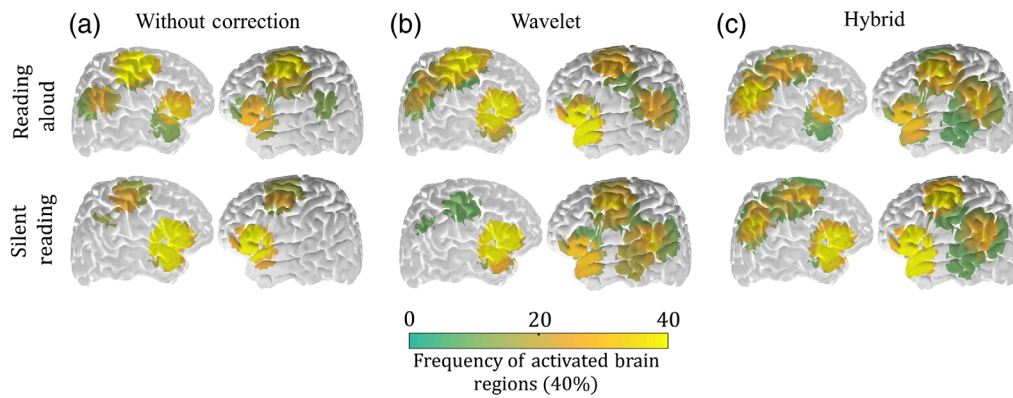 (a) Without correction
(b) Wavelet
(c) Hybrid
Reading
aloud
Silent
reading
0 20 40
Frequency of activated brain
regions (40%)